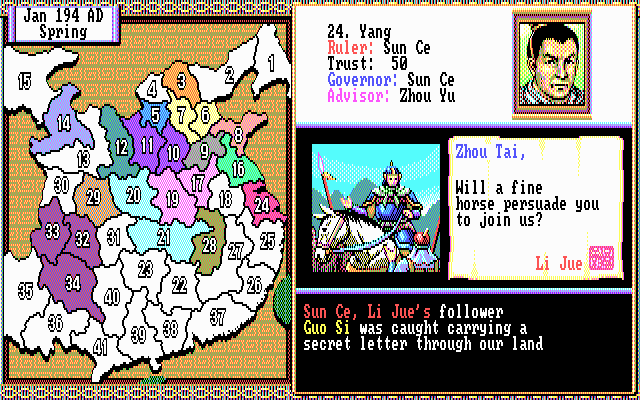 Jan 194 AD
Spring
1
2
3
4
5
6
7
8
9
10
11
12
13
14
15
16
17
18
19
20
21
22
23
24
25
26
27
28
29
30
31
32
33
34
35
36
37
38
39
40
41
24. Yang
Ruler: Sun Ce
Trust: 50
Governor: Sun Ce
Advisor: Zhou Yu
Zhou Tai,
Will a fine
horse persuade you
to join us?
Li Jue
Sun Ce, Li Jue's follower
Guo Si was caught carrying a
secret letter through our land